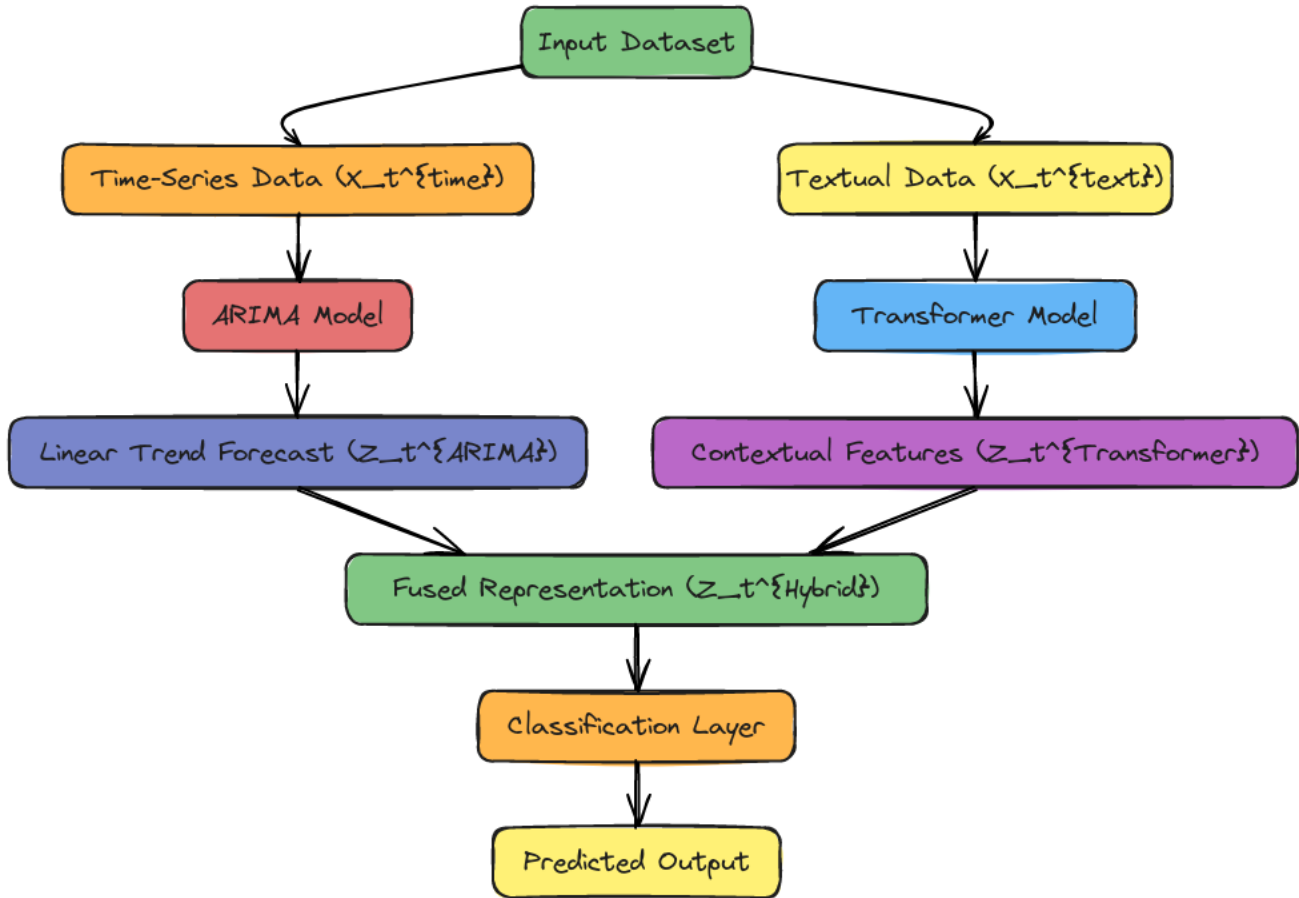 Input Dataset
Time-Series Data (X_t^{time})
Textual Data (X_t^{text})
ARIMA Model
Transformer Model
Linear Trend Forecast (Z_t^{ARIMA})
Contextual Features (Z_t^{Transformer})
Fused Representation (Z_t^{Hybrid})
Classification Layer
Predicted Output